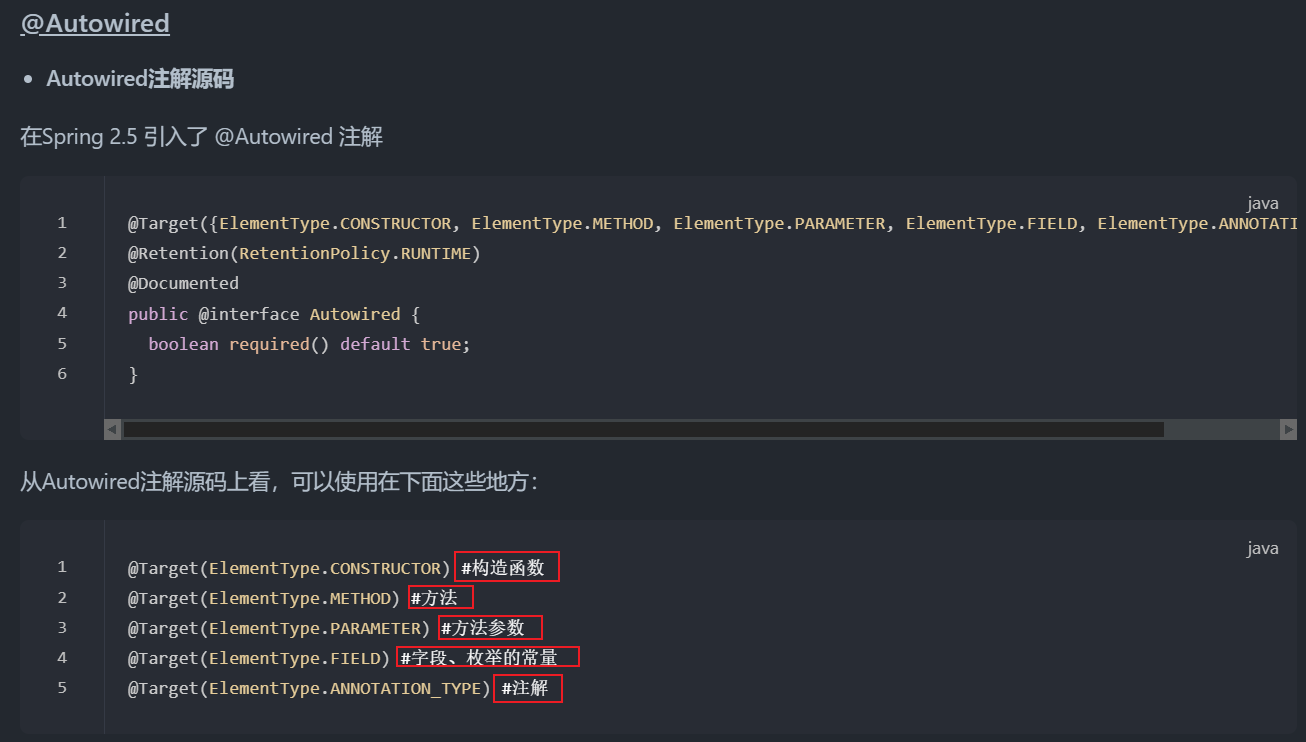 @Autowired
• Autowired注解源码
在Spring 2.5 引入了 @Autowired 注解
java
1 @Target({ElementType.CONSTRUCTOR, ElementType.METHOD, ElementType.PARAMETER, ElementType.FIELD, ElementType.ANNOTATI
2 @Retention(RetentionPolicy.RUNTIME)
3 @Documented
4 public @interface Autowired {
5   boolean required() default true;
6 }
从Autowired注解源码上看，可以使用在下面这些地方：
java
1 @Target(ElementType.CONSTRUCTOR) #构造函数
2 @Target(ElementType.METHOD) #方法
3 @Target(ElementType.PARAMETER) #方法参数
4 @Target(ElementType.FIELD) #字段、枚举的常量
5 @Target(ElementType.ANNOTATION_TYPE) #注解